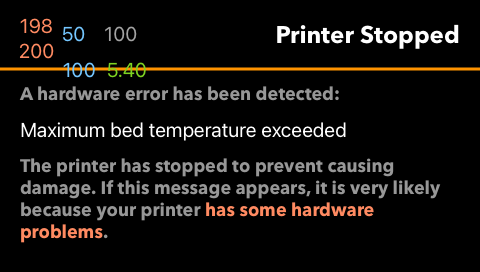 198 50 100 Printer Stopped
200
100 5.40
A hardware error has been detected:
Maximum bed temperature exceeded
The printer has stopped to prevent causing
damage. If this message appears, it is very likely
because your printer has some hardware
problems.